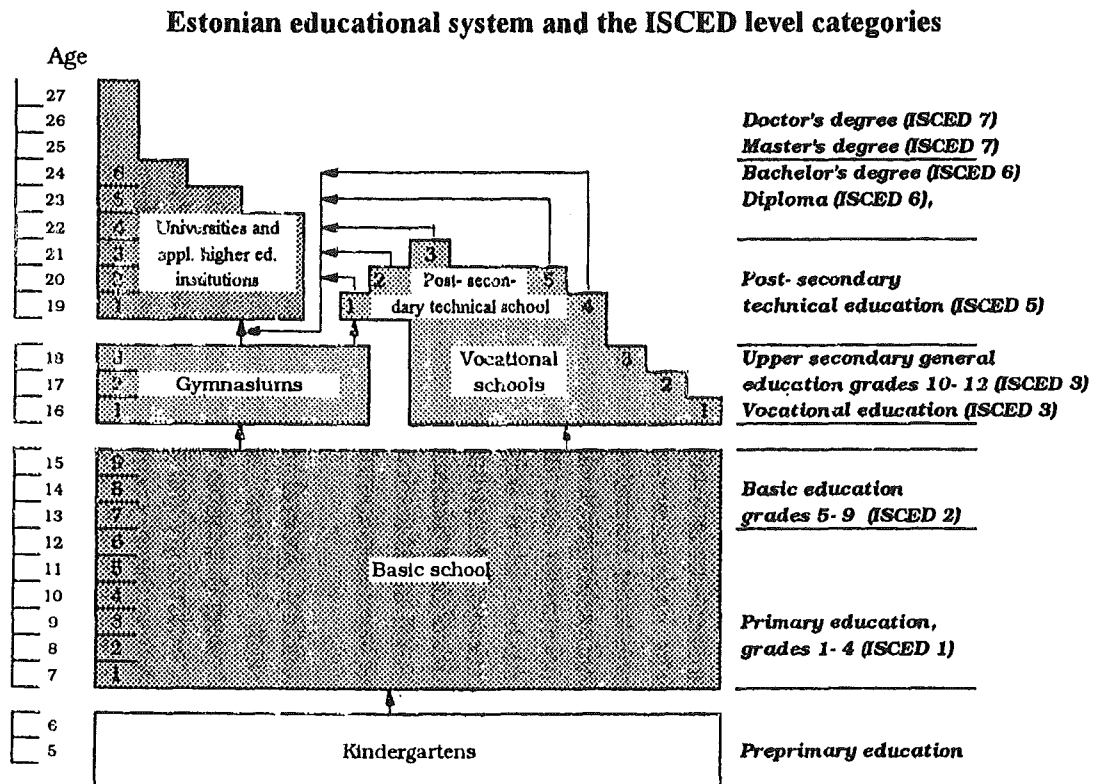 Estonian educational system and the ISCED level categories
Age
27
26
25
24
23
22
21
20
19
18
17
16
15
14
13
12
11
10
9
8
7
6
5
6
5
4
3
2
1
Universities and
appl. higher ed.
institutions
3
2
5
1
4
Post- secon-
dary technical school
3
2
1
Gymnasiums
Vocational
schools
3
2
1
9
8
7
6
5
4
3
2
1
Basic school
Kindergartens
Doctor's degree (ISCED 7)
Master's degree (ISCED 7)
Bachelor's degree (ISCED 6)
Diploma (ISCED 6),
Post- secondary
technical education (ISCED 5)
Upper secondary general
education grades 10- 12 (ISCED 3)
Vocational education (ISCED 3)
Basic education
grades 5- 9 (ISCED 2)
Primary education,
grades 1- 4 (ISCED 1)
Preprimary education